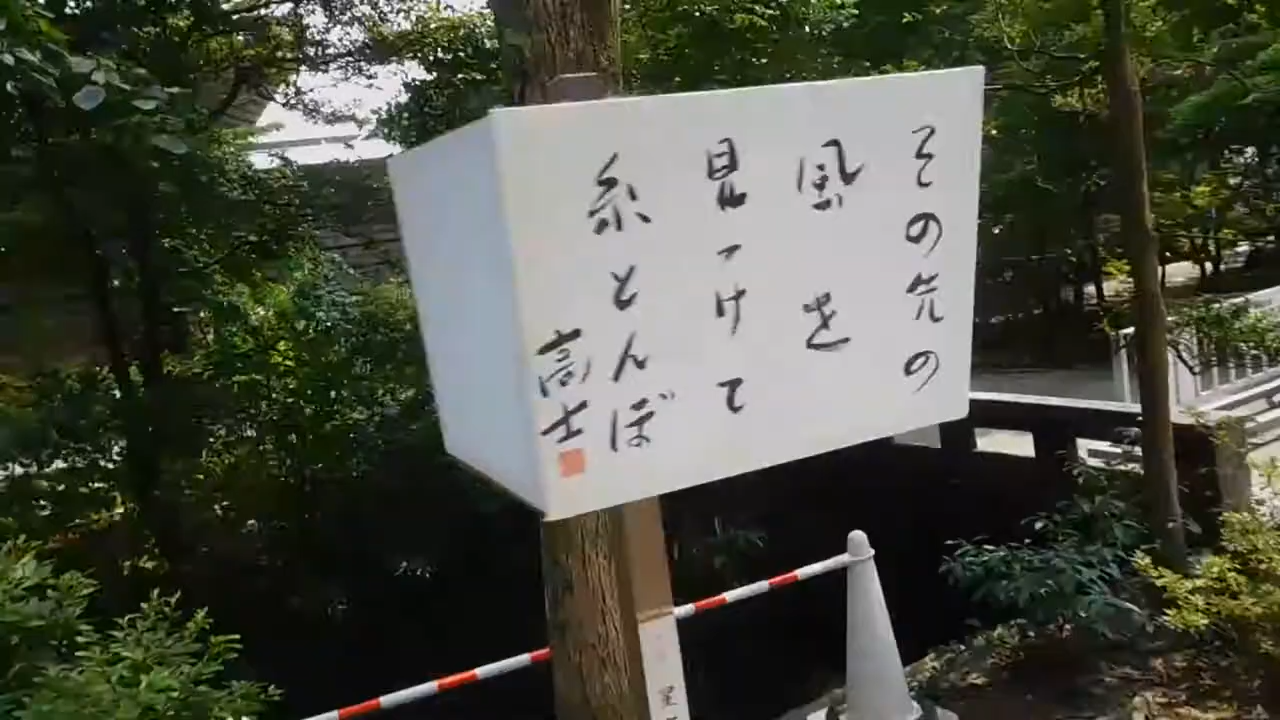 その先の
風を
見つけて
糸とんぼ
高士